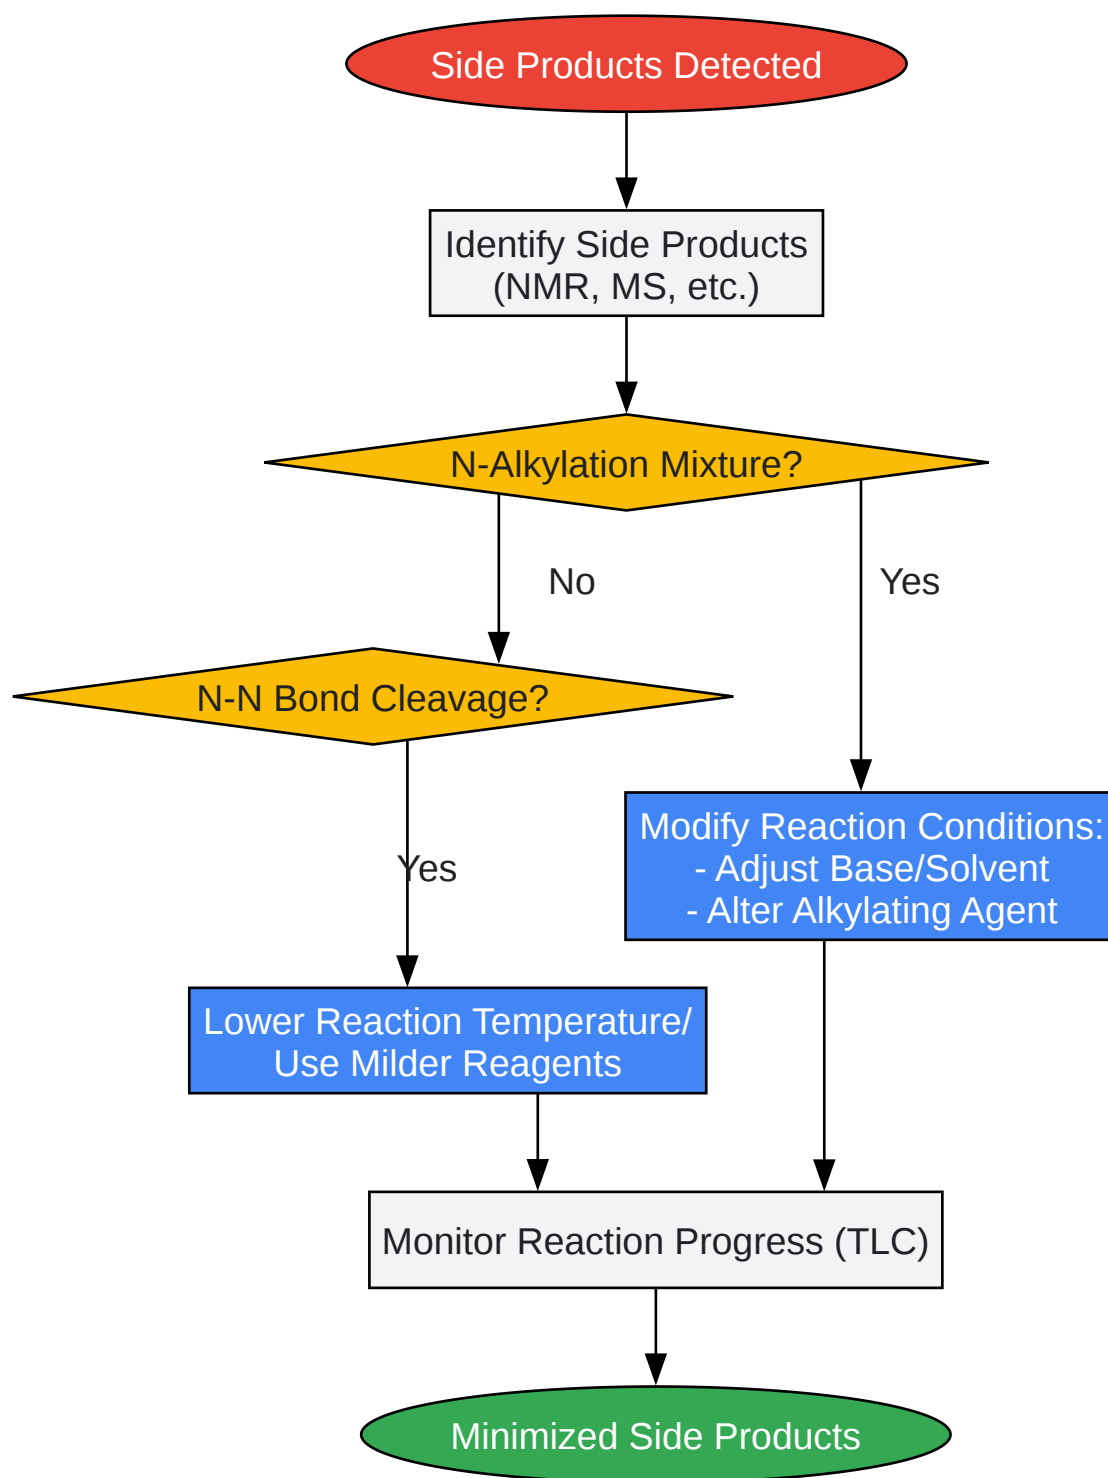 Side Products Detected
Identify Side Products
(NMR, MS, etc.)
N-Alkylation Mixture?
No
Yes
N-N Bond Cleavage?
Modify Reaction Conditions:
- Adjust Base/Solvent
- Alter Alkylating Agent
Yes
Lower Reaction Temperature/
Use Milder Reagents
Monitor Reaction Progress (TLC)
Minimized Side Products